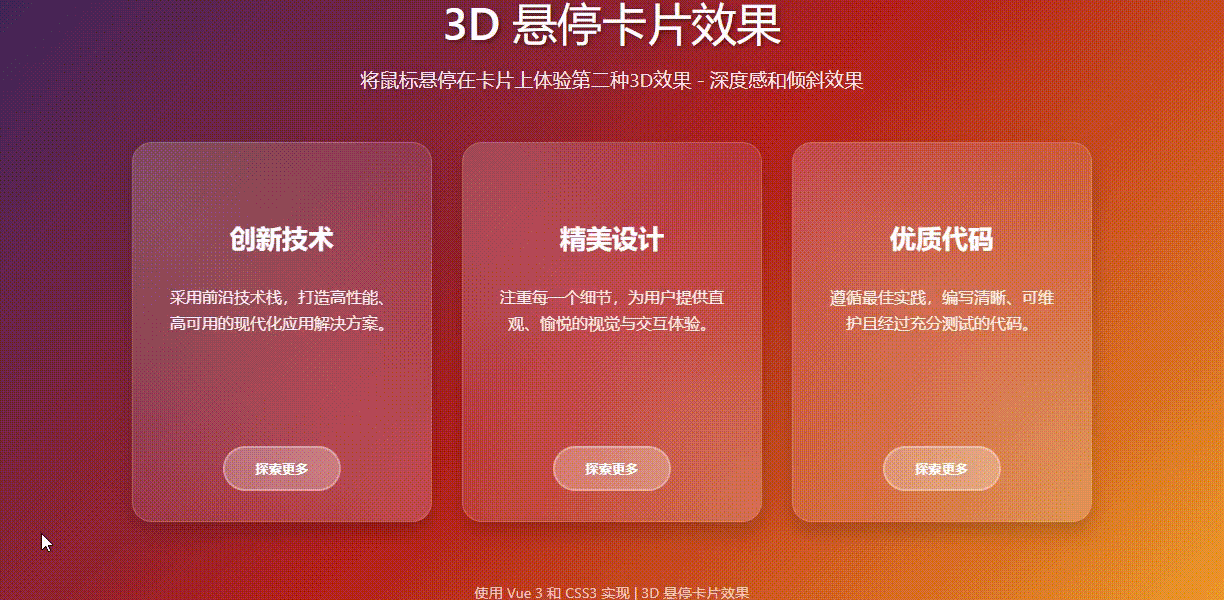 3D 悬停卡片效果
将鼠标悬停在卡片上体验第二种3D效果 - 深度感和倾斜效果
创新技术
采用前沿技术栈，打造高性能、
高可用的现代化应用解决方案。
探索更多
精美设计
注重每一个细节，为用户提供直
观、愉悦的视觉与交互体验。
探索更多
优质代码
遵循最佳实践，编写清晰、可维
护且经过充分测试的代码。
探索更多
使用 Vue 3 和 CSS3 实现 | 3D 悬停卡片效果